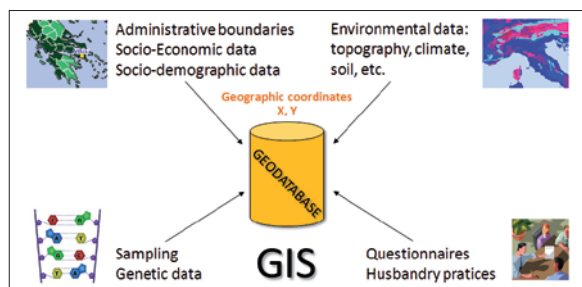 Administrative boundaries
Socio-Economic data
Socio-demographic data
Environmental data:
topography, climate,
soil, etc.
Geographic coordinates
X, Y
GEODATABASE
Sampling
Genetic data
GIS
Questionnaires
Husbandry pratices